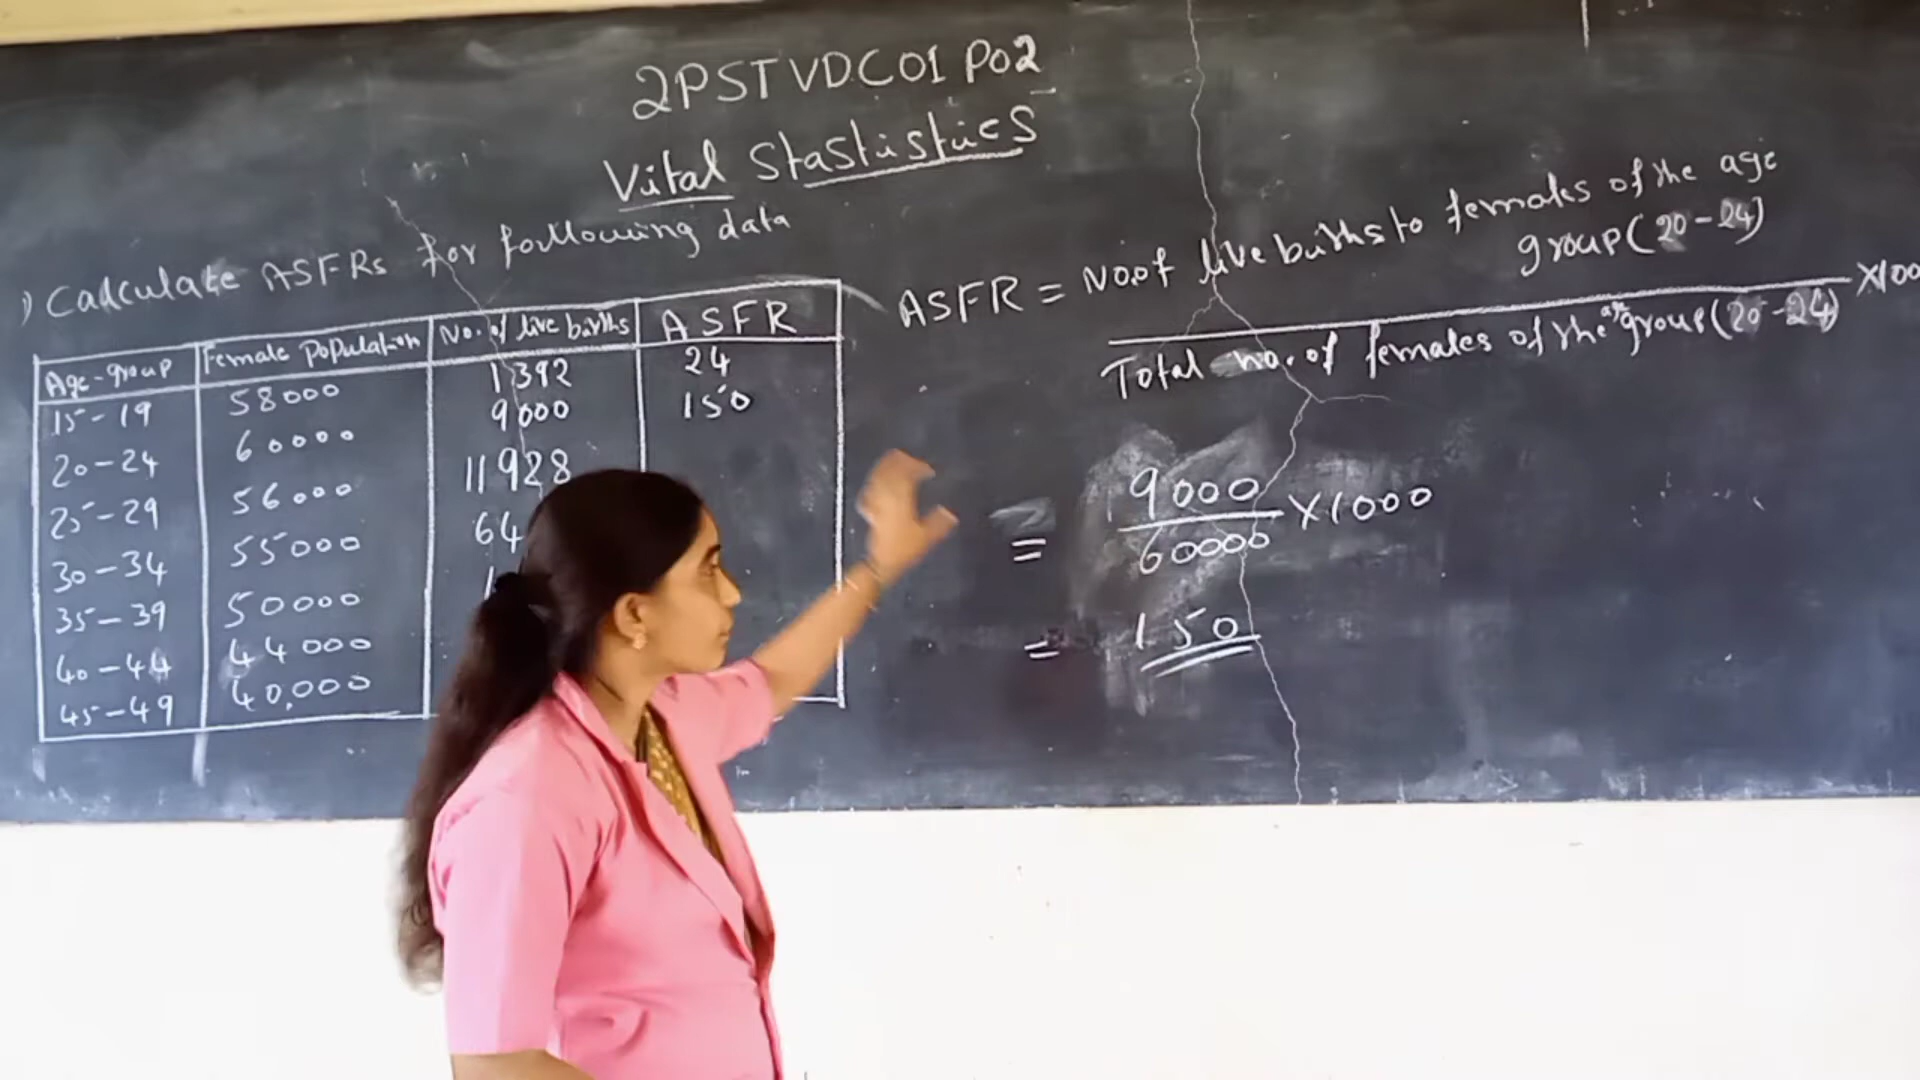 2PSTVDC01 P02
Vital Stastistics
1) Calculate ASFRs for following data
Age-group Female population No. of live births ASFR
15-19 58000 1392 24
20-24 60000 9000 150
25-29 56000 11928
30-34 55000 64
35-39 50000
40-44 44000
45-49 40,000
ASFR = No.of live births to females of the age
group (20-24)
Total no. of females of the age group (20-24) X100
= 9000
60000 X1000
= 150